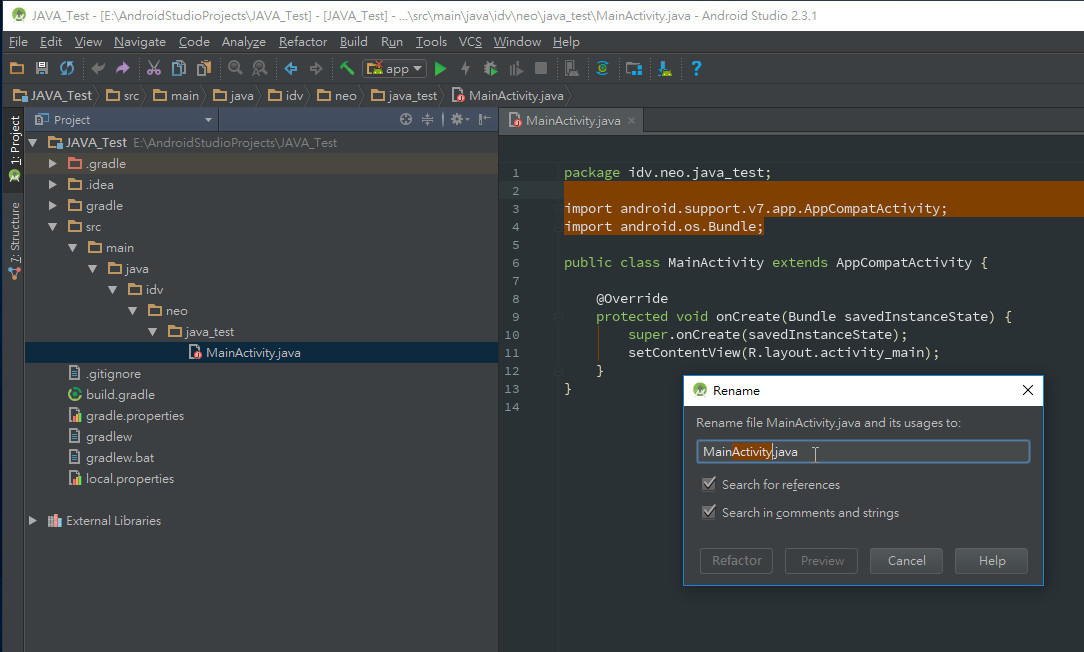 JAVA_Test - [E:\AndroidStudioProjects\JAVA_Test] - [JAVA_Test] - ...\src\main\java\idv\neo\java_test\MainActivity.java - Android Studio 2.3.1
File Edit View Navigate Code Analyze Refactor Build Run Tools VCS Window Help
app
JAVA_Test src main java idv neo java_test MainActivity.java
1: Project
7: Structure
Project
JAVA_Test E:\AndroidStudioProjects\JAVA_Test
.gradle
.idea
gradle
src
main
java
idv
neo
java_test
MainActivity.java
.gitignore
build.gradle
gradle.properties
gradlew
gradlew.bat
local.properties
External Libraries
MainActivity.java
1 package idv.neo.java_test;
2
3 import android.support.v7.app.AppCompatActivity;
4 import android.os.Bundle;
5
6 public class MainActivity extends AppCompatActivity {
7
8 @Override
9 protected void onCreate(Bundle savedInstanceState) {
10 super.onCreate(savedInstanceState);
11 setContentView(R.layout.activity_main);
12 }
13 }
14
Rename
Rename file MainActivity.java and its usages to:
MainActivity.java
Search for references
Search in comments and strings
Refactor Preview Cancel Help